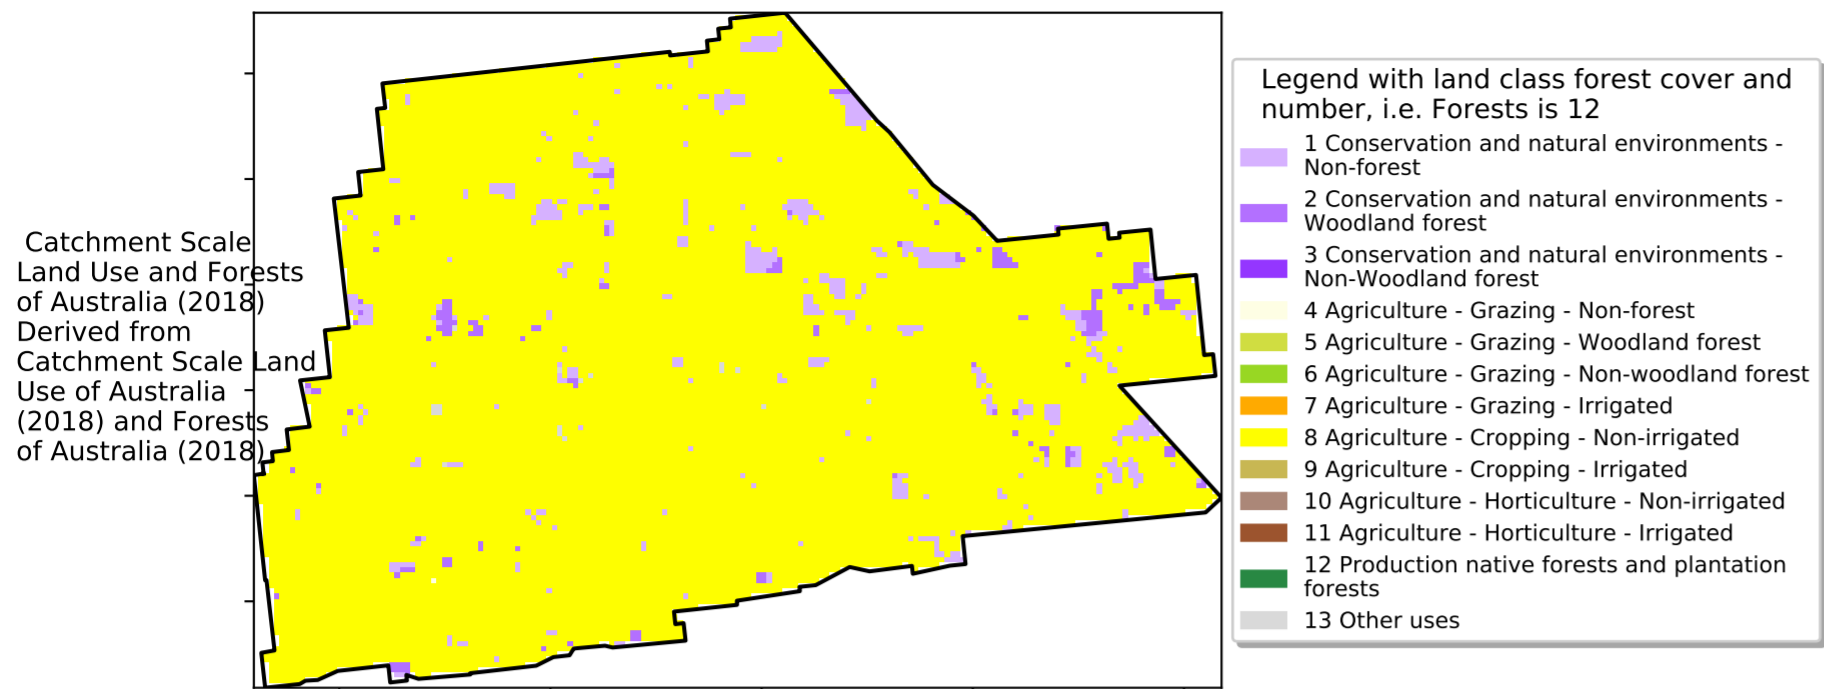 Catchment Scale
Land Use and Forests
of Australia (2018)
Derived from
Catchment Scale Land
Use of Australia
(2018) and Forests
of Australia (2018)
Legend with land class forest cover and
number, i.e. Forests is 12
1 Conservation and natural environments -
Non-forest
2 Conservation and natural environments -
Woodland forest
3 Conservation and natural environments -
Non-Woodland forest
4 Agriculture - Grazing - Non-forest
5 Agriculture - Grazing - Woodland forest
6 Agriculture - Grazing - Non-woodland forest
7 Agriculture - Grazing - Irrigated
8 Agriculture - Cropping - Non-irrigated
9 Agriculture - Cropping - Irrigated
10 Agriculture - Horticulture - Non-irrigated
11 Agriculture - Horticulture - Irrigated
12 Production native forests and plantation
forests
13 Other uses